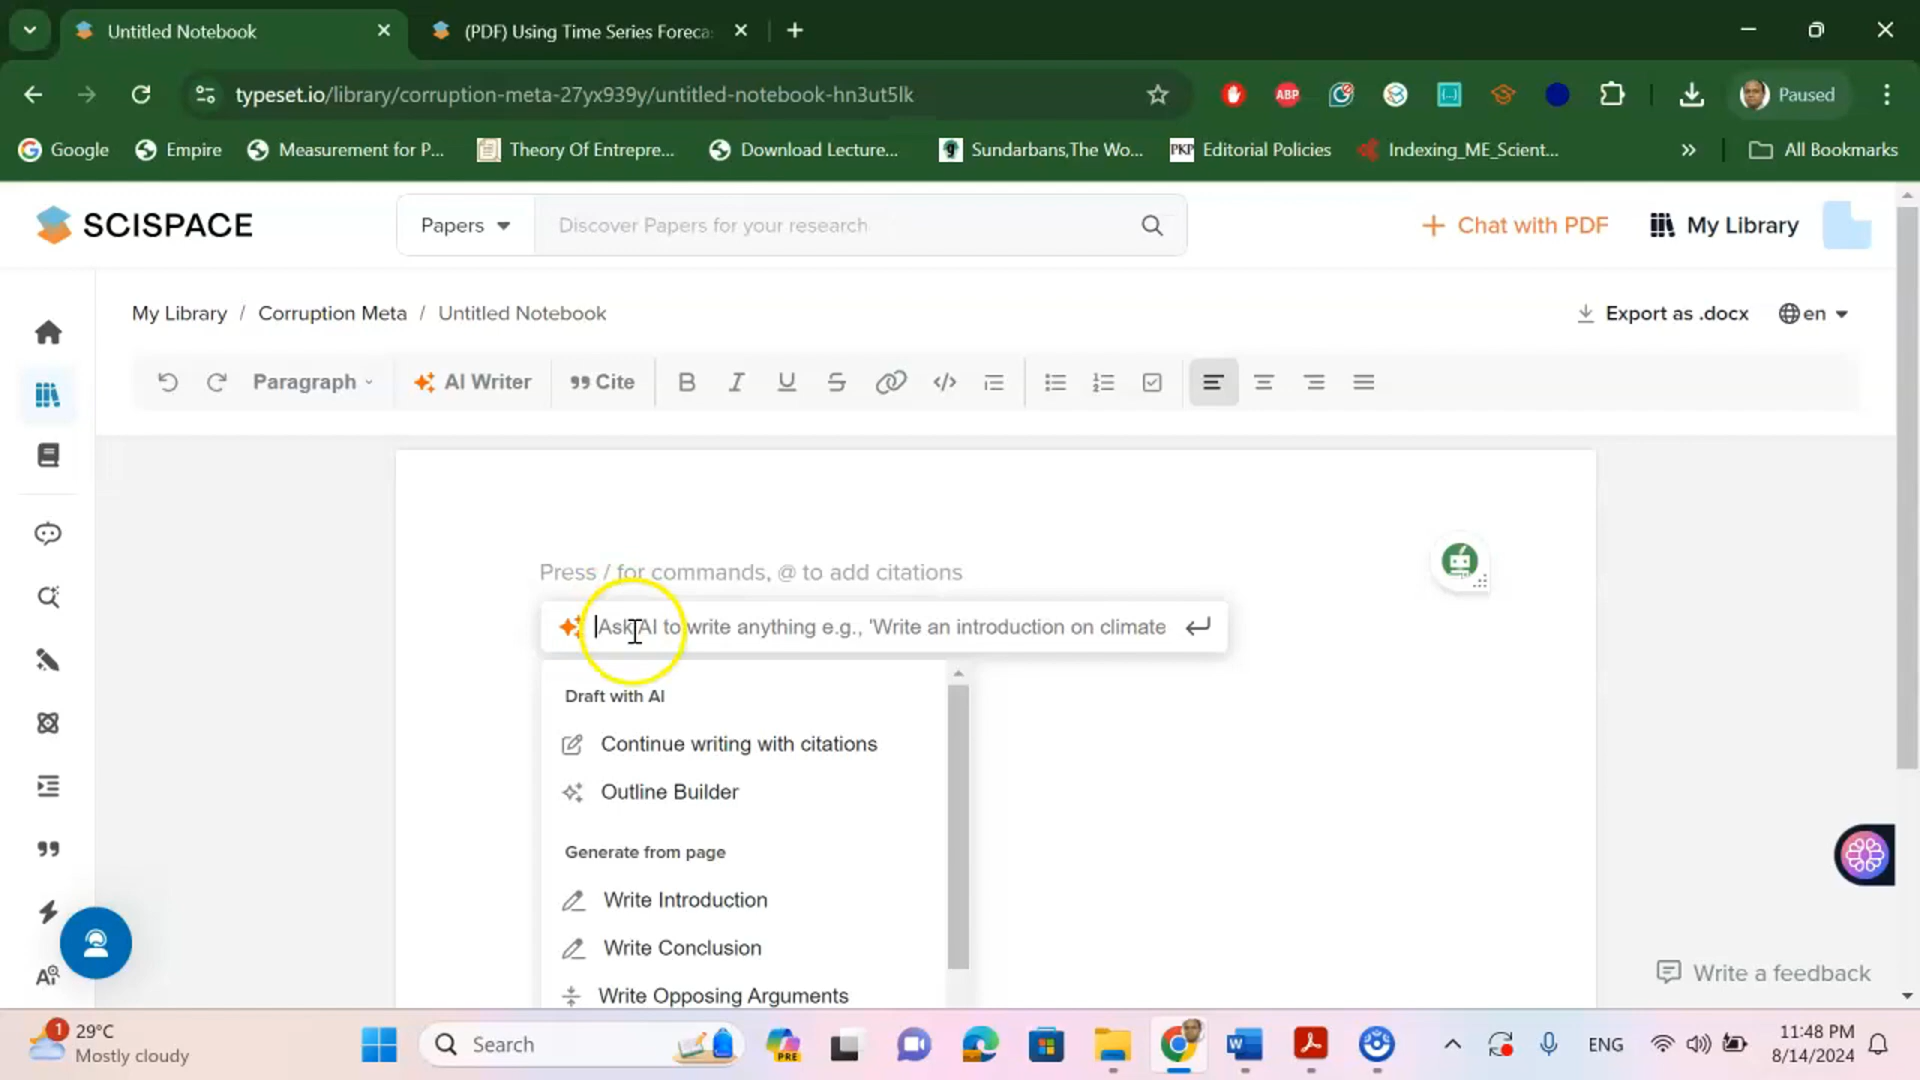 Untitled Notebook
(PDF) Using Time Series Foreca
typeset.io/library/corruption-meta-27yx939y/untitled-notebook-hn3ut5lk
ABP
Paused
Google
Empire
Measurement for P...
Theory Of Entrepre...
Download Lecture...
Sundarbans,The Wo...
PKP Editorial Policies
Indexing_ME_Scient...
All Bookmarks
SCISPACE
Papers
Discover Papers for your research
Chat with PDF
My Library
My Library / Corruption Meta / Untitled Notebook
Export as .docx
en
Paragraph
AI Writer
Cite
B I U S
Press / for commands, @ to add citations
Ask AI to write anything e.g., 'Write an introduction on climate
Draft with AI
Continue writing with citations
Outline Builder
Generate from page
Write Introduction
Write Conclusion
Write Opposing Arguments
Write a feedback
1
29°C
Mostly cloudy
Search
PRE
ENG
11:48 PM
8/14/2024